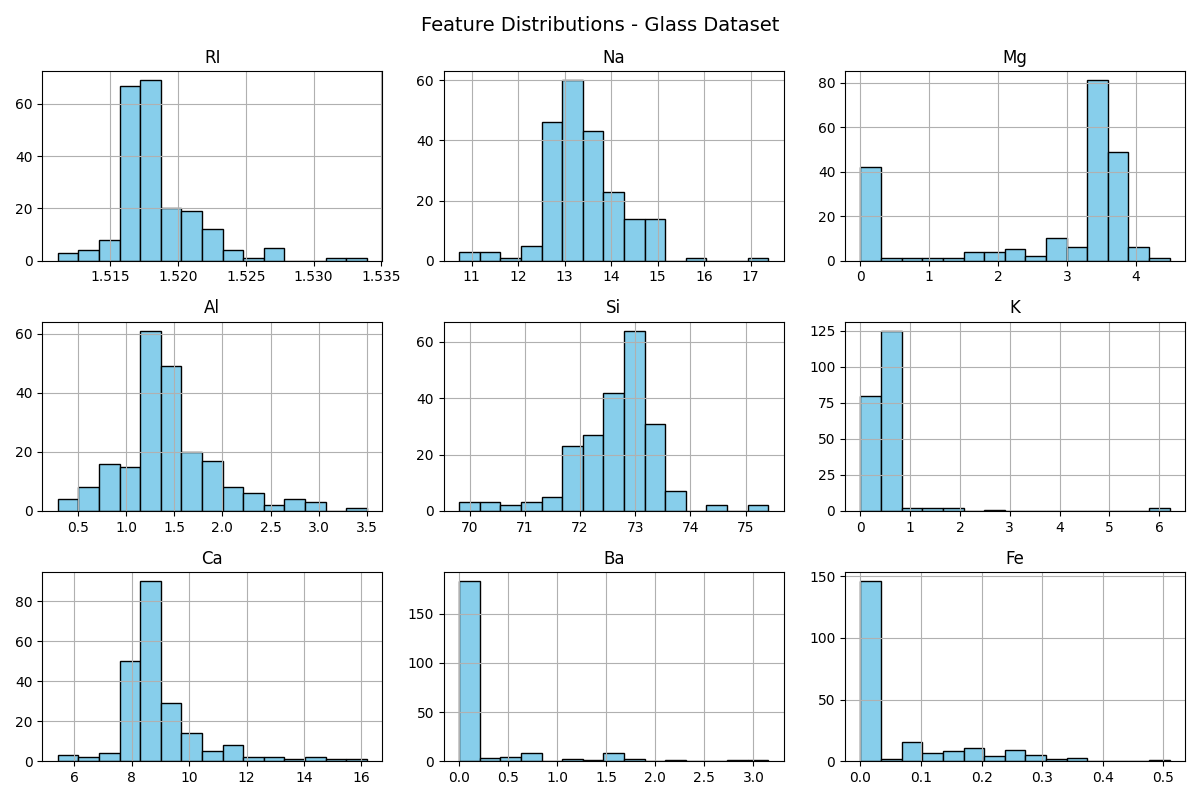 Feature Distributions - Glass Dataset
RI
60
40
20
0
1.515 1.520 1.525 1.530 1.535
Na
60
40
20
0
11 12 13 14 15 16 17
Mg
80
60
40
20
0
0 1 2 3 4
Al
60
40
20
0
0.5 1.0 1.5 2.0 2.5 3.0 3.5
Si
60
40
20
0
70 71 72 73 74 75
K
125
100
75
50
25
0
0 1 2 3 4 5 6
Ca
80
60
40
20
0
6 8 10 12 14 16
Ba
150
100
50
0
0.0 0.5 1.0 1.5 2.0 2.5 3.0
Fe
150
100
50
0
0.0 0.1 0.2 0.3 0.4 0.5